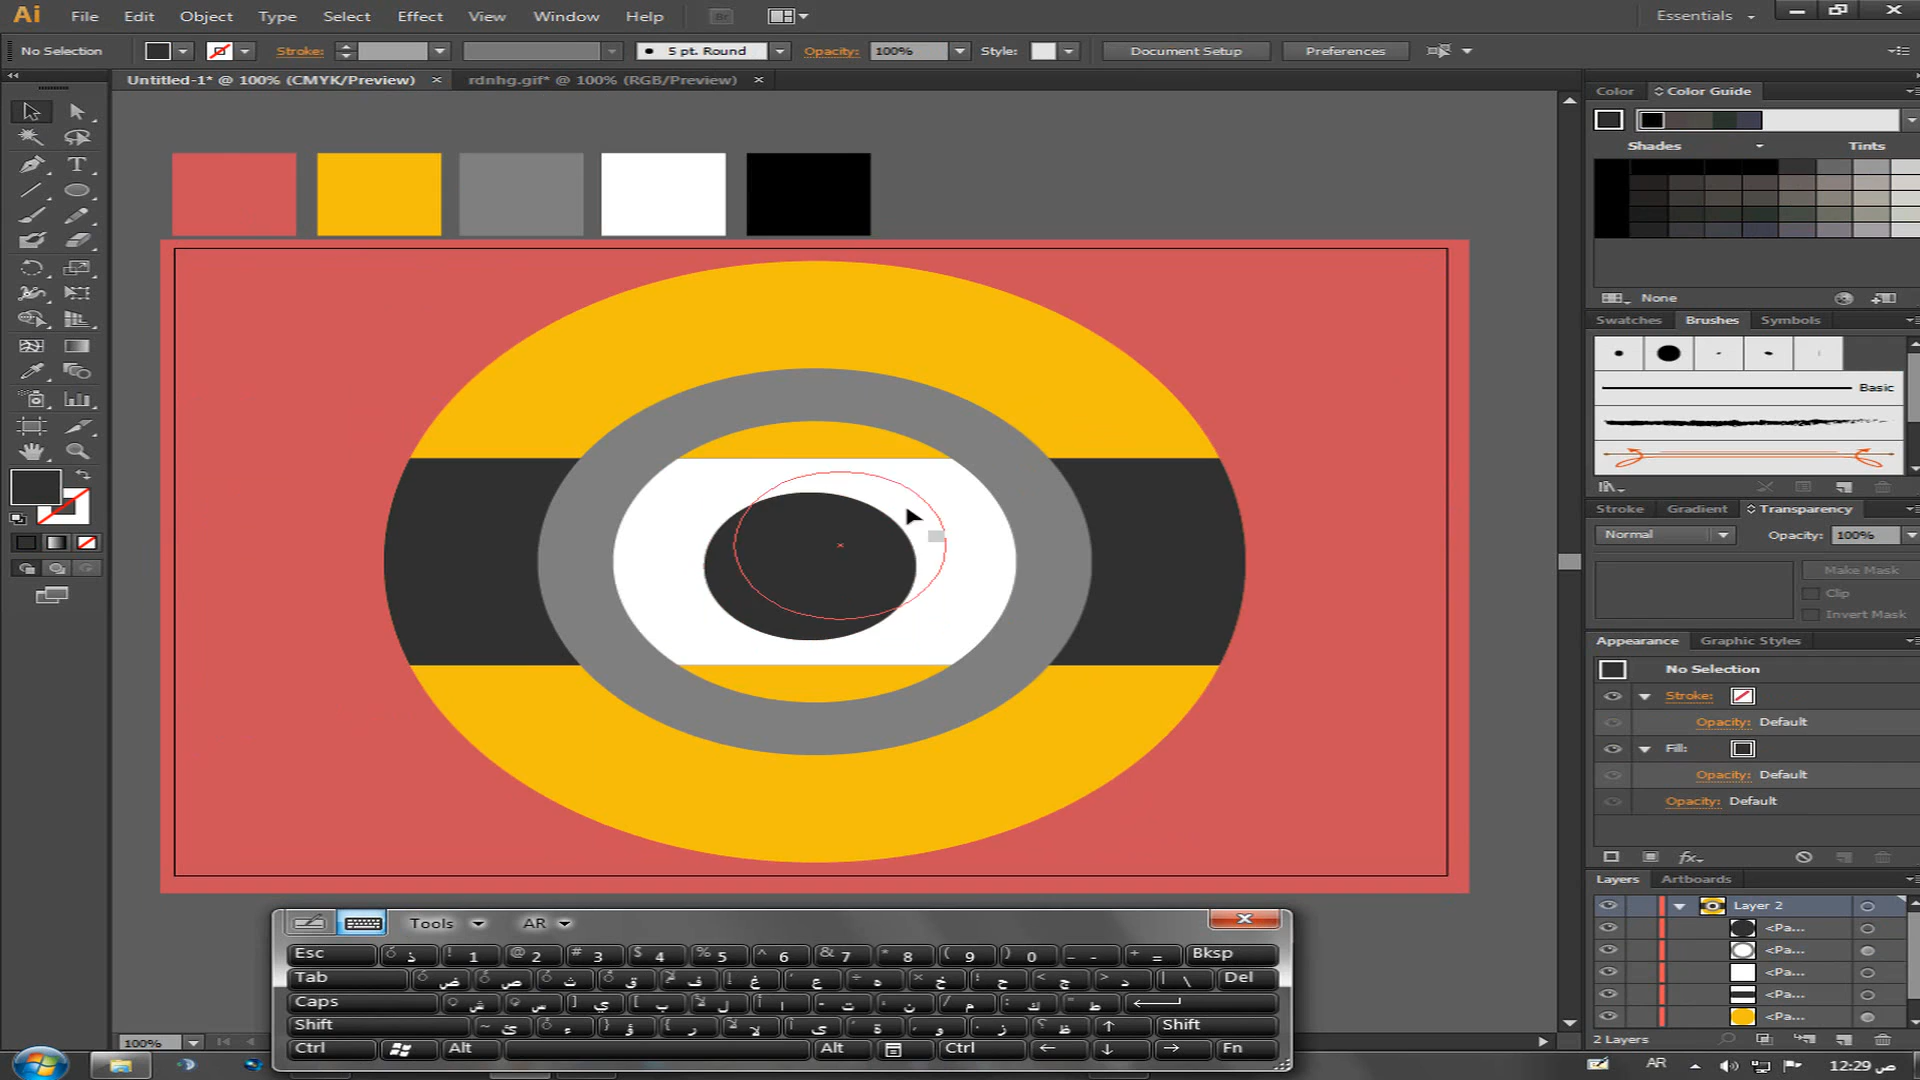 Ai File Edit Object Type Select Effect View Window Help Br Essentials
No Selection Stroke: 5 pt. Round Opacity: 100% Style: Document Setup Preferences
Untitled-1* @ 100% (CMYK/Preview) × rdnhg.gif* @ 100% (RGB/Preview) ×
Color Color Guide
Shades Tints
None
Swatches Brushes Symbols
Basic
Stroke Gradient Transparency
Normal Opacity: 100%
Make Mask
Clip
Invert Mask
Appearance Graphic Styles
No Selection
Stroke:
Opacity: Default
Fill:
Opacity: Default
Opacity: Default
fx
Layers Artboards
Layer 2
<Pa...
<Pa...
<Pa...
<Pa...
<Pa...
2 Layers
100%
Tools AR
Esc ذ ! 1 @ 2 # 3 $ 4 % 5 ^ 6 & 7 * 8 ( 9 ) 0 _ - + = Bksp
Tab ض ص ث ق ف غ ع ه خ ح ج د | \ Del
Caps ش س ي ب ل ا ت ن م ك ط
Shift ئ ء ؤ ر لا ى ة و ز ظ Shift
Ctrl Alt Alt Ctrl Fn
AR 12:29 ص